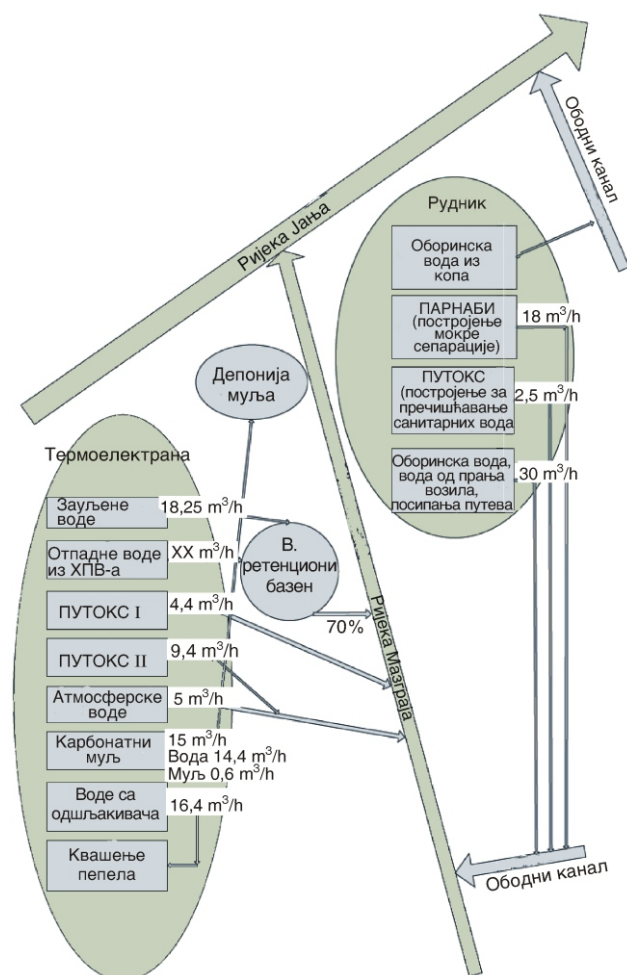 Ободни канал
Ријека Јања
Рудник
Оборинска
вода из
копа
ПАРНАБИ
(постројење
мокре
сепарације)
18 m³/h
ПУТОКС
(постројење за
пречишћавање
санитарних вода
2,5 m³/h
Оборинска вода,
вода од прања
возила,
посипања путева
30 m³/h
Депонија
муља
Термоелектрана
Зауљене
воде
18,25 m³/h
Отпадне воде
из ХПВ-а
XX m³/h
В.
ретенциони
базен
70%
ПУТОКС I
4,4 m³/h
ПУТОКС II
9,4 m³/h
Атмосферске
воде
5 m³/h
Карбонатни
муљ
15 m³/h
Вода 14,4 m³/h
Муљ 0,6 m³/h
Воде са
одшљакивача
16,4 m³/h
Квашење
пепела
Ријека Мазграја
Ободни канал